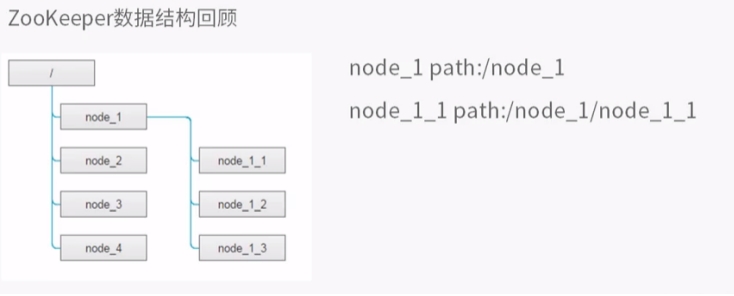 ZooKeeper数据结构回顾
/
node_1
node_2
node_3
node_4
node_1_1
node_1_2
node_1_3
node_1 path:/node_1
node_1_1 path:/node_1/node_1_1